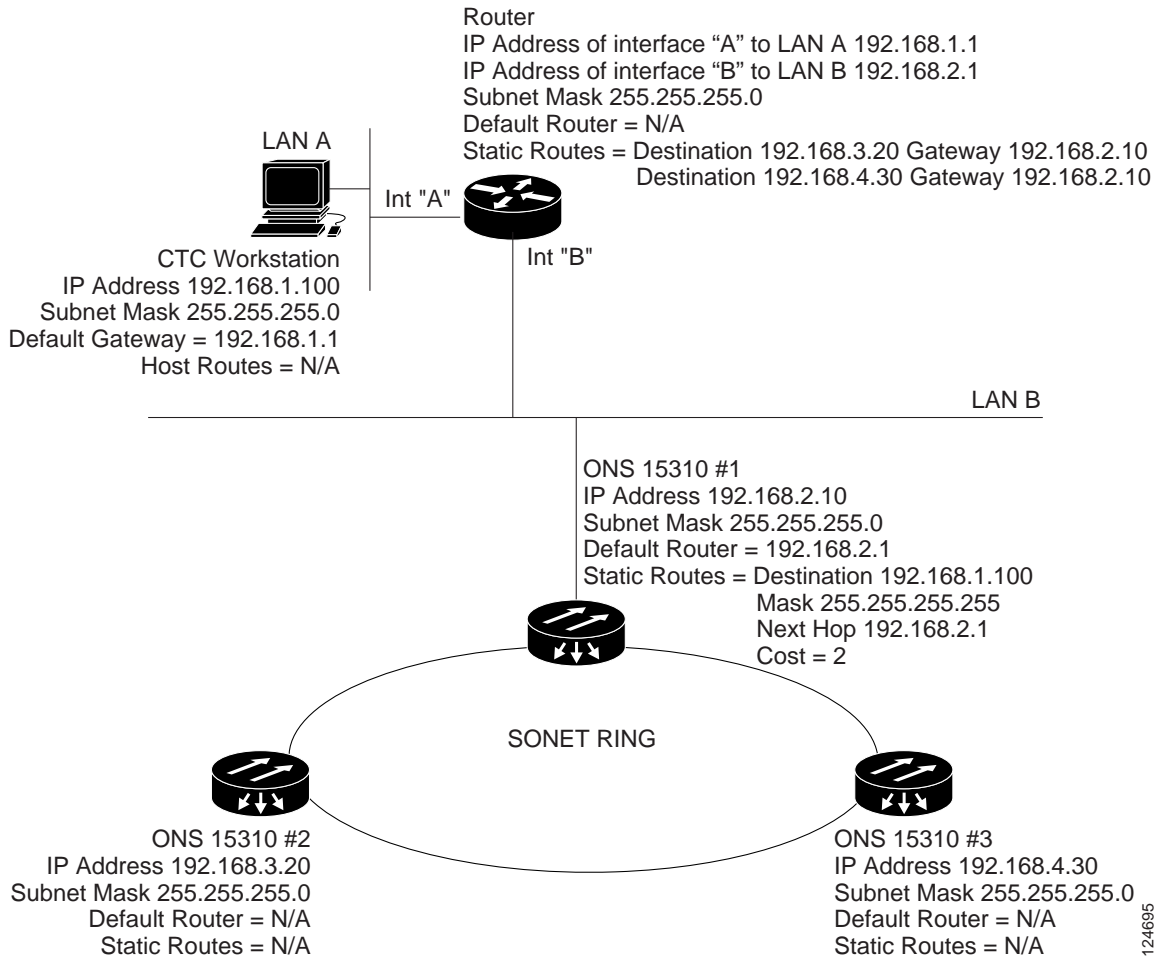 Router
IP Address of interface “A” to LAN A 192.168.1.1
IP Address of interface “B” to LAN B 192.168.2.1
Subnet Mask 255.255.255.0
Default Router = N/A
Static Routes = Destination 192.168.3.20 Gateway 192.168.2.10
Destination 192.168.4.30 Gateway 192.168.2.10
LAN A
Int "A"
Int "B"
CTC Workstation
IP Address 192.168.1.100
Subnet Mask 255.255.255.0
Default Gateway = 192.168.1.1
Host Routes = N/A
LAN B
ONS 15310 #1
IP Address 192.168.2.10
Subnet Mask 255.255.255.0
Default Router = 192.168.2.1
Static Routes = Destination 192.168.1.100
Mask 255.255.255.255
Next Hop 192.168.2.1
Cost = 2
SONET RING
ONS 15310 #2
IP Address 192.168.3.20
Subnet Mask 255.255.255.0
Default Router = N/A
Static Routes = N/A
ONS 15310 #3
IP Address 192.168.4.30
Subnet Mask 255.255.255.0
Default Router = N/A
Static Routes = N/A
124695